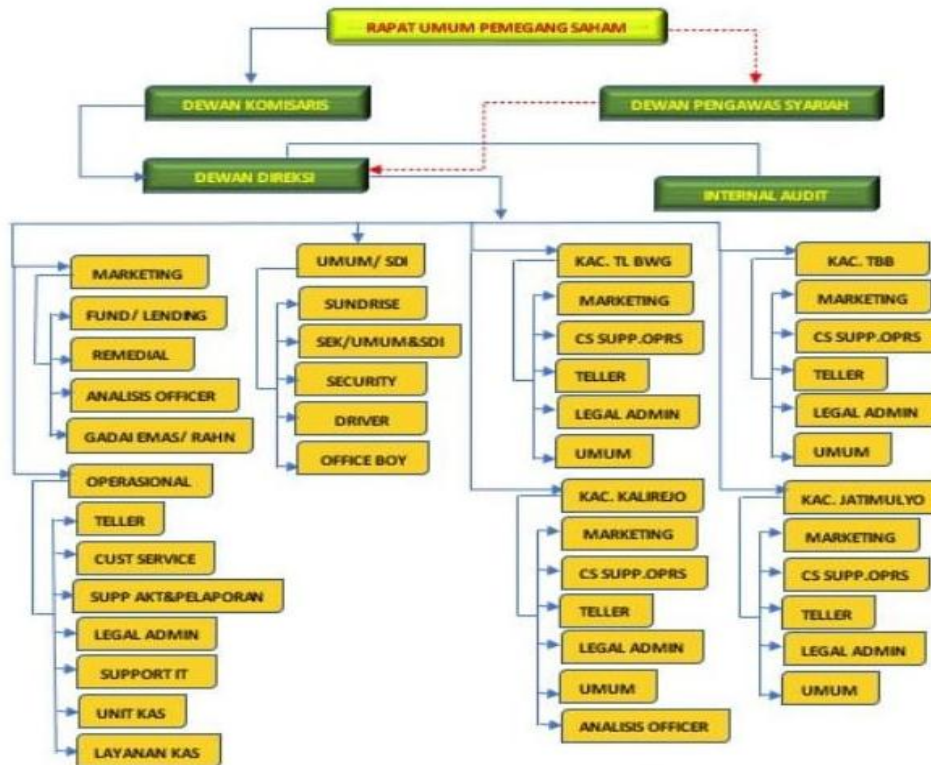 RAPAT UMUM PEMEGANG SAHAM
DEWAN KOMISARIS
DEWAN PENGAWAS SYARIAH
DEWAN DIREKSI
INTERNAL AUDIT
MARKETING
FUND/ LENDING
REMEDIAL
ANALISIS OFFICER
GADAI EMAS/ RAHN
OPERASIONAL
TELLER
CUST SERVICE
SUPP AKT&PELAPORAN
LEGAL ADMIN
SUPPORT IT
UNIT KAS
LAYANAN KAS
UMUM/ SDI
SUNDRISE
SEK/UMUM&SDI
SECURITY
DRIVER
OFFICE BOY
KAC. TL BWG
MARKETING
CS SUPP.OPRS
TELLER
LEGAL ADMIN
UMUM
KAC. KALIREJO
MARKETING
CS SUPP.OPRS
TELLER
LEGAL ADMIN
UMUM
ANALISIS OFFICER
KAC. TBB
MARKETING
CS SUPP.OPRS
TELLER
LEGAL ADMIN
UMUM
KAC. JATIMULYO
MARKETING
CS SUPP.OPRS
TELLER
LEGAL ADMIN
UMUM